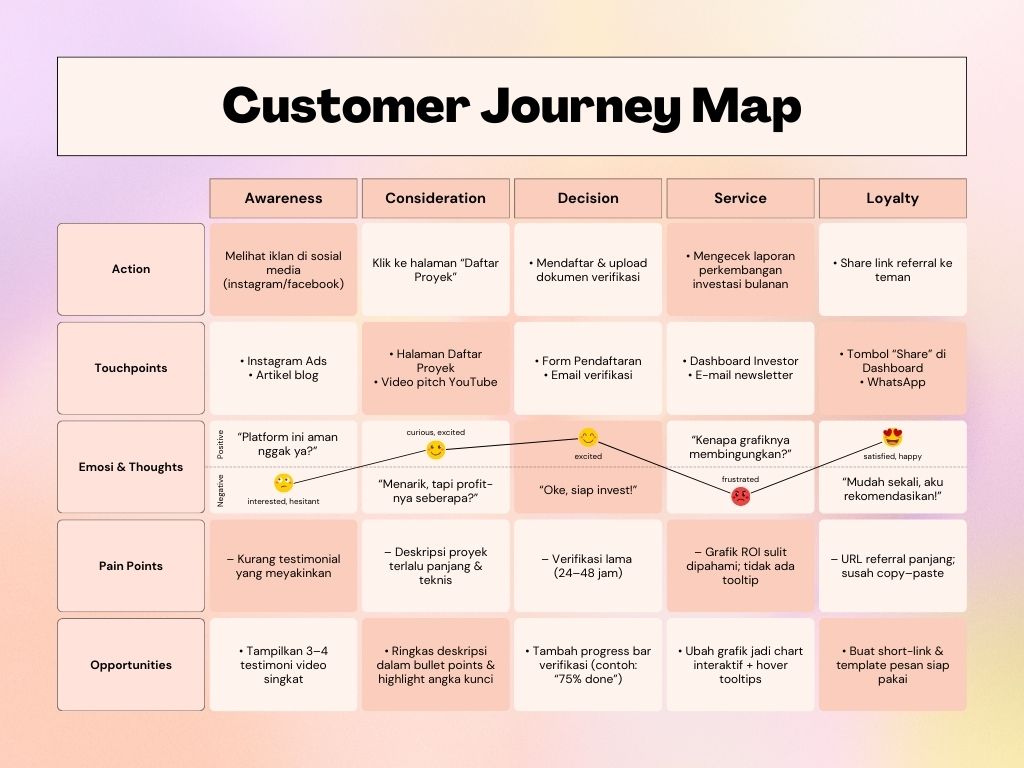 Customer Journey Map
Awareness
Consideration
Decision
Service
Loyalty
Action
Melihat iklan di sosial
media
(instagram/facebook)
Klik ke halaman “Daftar
Proyek”
• Mendaftar & upload
dokumen verifikasi
• Mengecek laporan
perkembangan
investasi bulanan
• Share link referral ke
teman
Touchpoints
• Instagram Ads
• Artikel blog
• Halaman Daftar
Proyek
• Video pitch YouTube
• Form Pendaftaran
• Email verifikasi
• Dashboard Investor
• E-mail newsletter
• Tombol “Share” di
Dashboard
• WhatsApp
Emosi & Thoughts
Positive
Negative
“Platform ini aman
nggak ya?”
interested, hesitant
curious, excited
“Menarik, tapi profit-
nya seberapa?”
excited
“Oke, siap invest!”
“Kenapa grafiknya
membingungkan?”
frustrated
satisfied, happy
“Mudah sekali, aku
rekomendasikan!”
Pain Points
– Kurang testimonial
yang meyakinkan
– Deskripsi proyek
terlalu panjang &
teknis
– Verifikasi lama
(24–48 jam)
– Grafik ROI sulit
dipahami; tidak ada
tooltip
– URL referral panjang;
susah copy–paste
Opportunities
• Tampilkan 3–4
testimoni video
singkat
• Ringkas deskripsi
dalam bullet points &
highlight angka kunci
• Tambah progress bar
verifikasi (contoh:
“75% done”)
• Ubah grafik jadi chart
interaktif + hover
tooltips
• Buat short-link &
template pesan siap
pakai